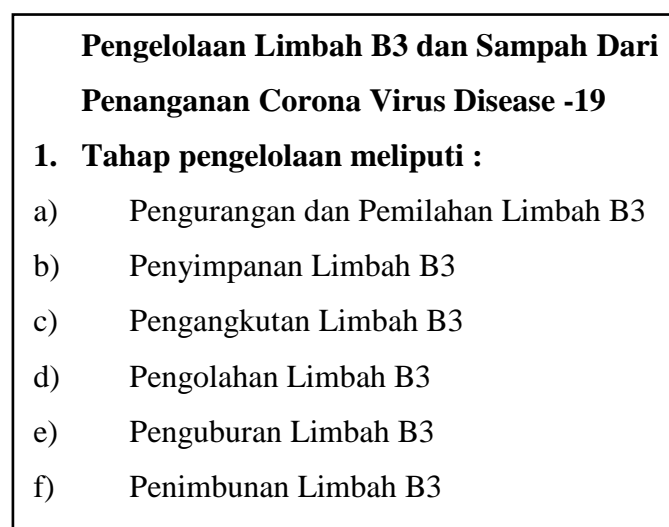 Pengelolaan Limbah B3 dan Sampah Dari
Penanganan Corona Virus Disease -19
1. Tahap pengelolaan meliputi :
a) Pengurangan dan Pemilahan Limbah B3
b) Penyimpanan Limbah B3
c) Pengangkutan Limbah B3
d) Pengolahan Limbah B3
e) Penguburan Limbah B3
f) Penimbunan Limbah B3